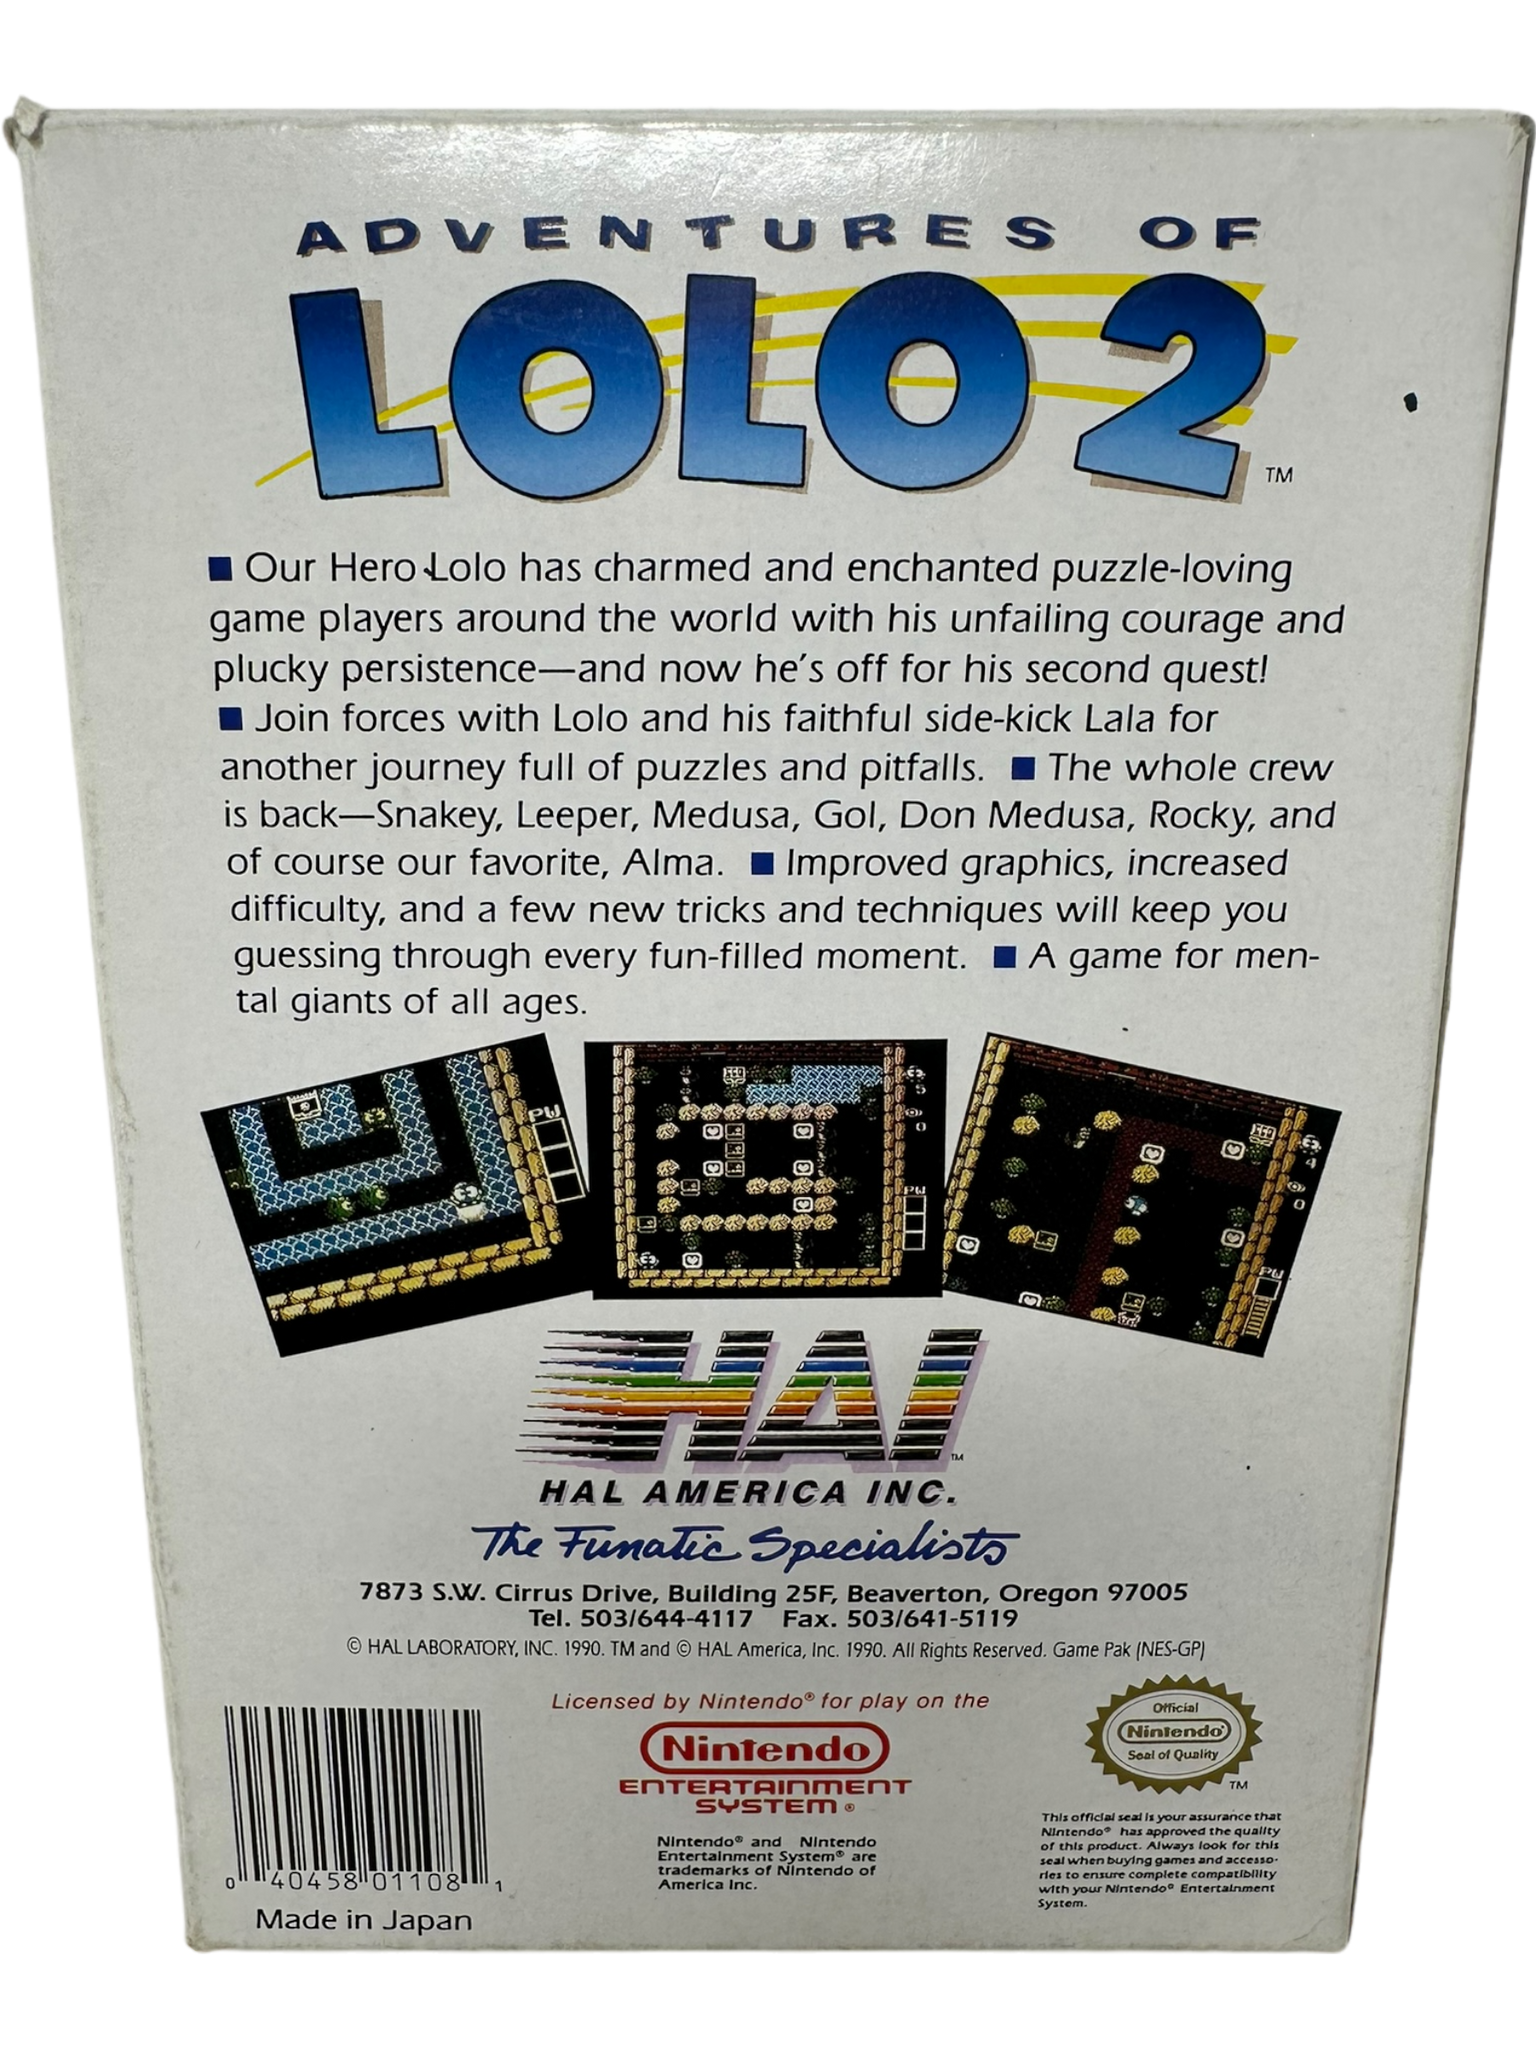 ADVENTURES OF
LOLO 2 ™
■ Our Hero Lolo has charmed and enchanted puzzle-loving
game players around the world with his unfailing courage and
plucky persistence—and now he's off for his second quest!
■ Join forces with Lolo and his faithful side-kick Lala for
another journey full of puzzles and pitfalls. ■ The whole crew
is back—Snakey, Leeper, Medusa, Gol, Don Medusa, Rocky, and
of course our favorite, Alma. ■ Improved graphics, increased
difficulty, and a few new tricks and techniques will keep you
guessing through every fun-filled moment. ■ A game for men-
tal giants of all ages.
PW
5
0
PW
4
0
PW
HAL ™
HAL AMERICA INC.
The Funatic Specialists
7873 S.W. Cirrus Drive, Building 25F, Beaverton, Oregon 97005
Tel. 503/644-4117 Fax. 503/641-5119
© HAL LABORATORY, INC. 1990. TM and © HAL America, Inc. 1990. All Rights Reserved. Game Pak (NES-GP)
Licensed by Nintendo® for play on the
Nintendo
ENTERTAINMENT
SYSTEM®
Nintendo® and Nintendo
Entertainment System® are
trademarks of Nintendo of
America Inc.
Official
Nintendo®
Seal of Quality
TM
This official seal is your assurance that
Nintendo® has approved the quality
of this product. Always look for this
seal when buying games and accesso-
ries to ensure complete compatibility
with your Nintendo® Entertainment
System.
0 40458 01108 1
Made in Japan